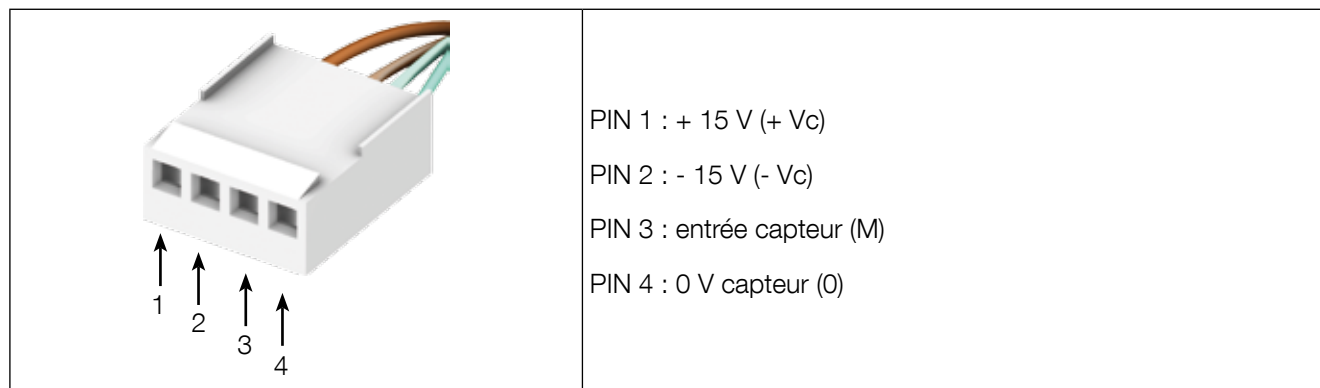 1
2
3
4
PIN 1 : + 15 V (+ Vc)
PIN 2 : - 15 V (- Vc)
PIN 3 : entrée capteur (M)
PIN 4 : 0 V capteur (0)